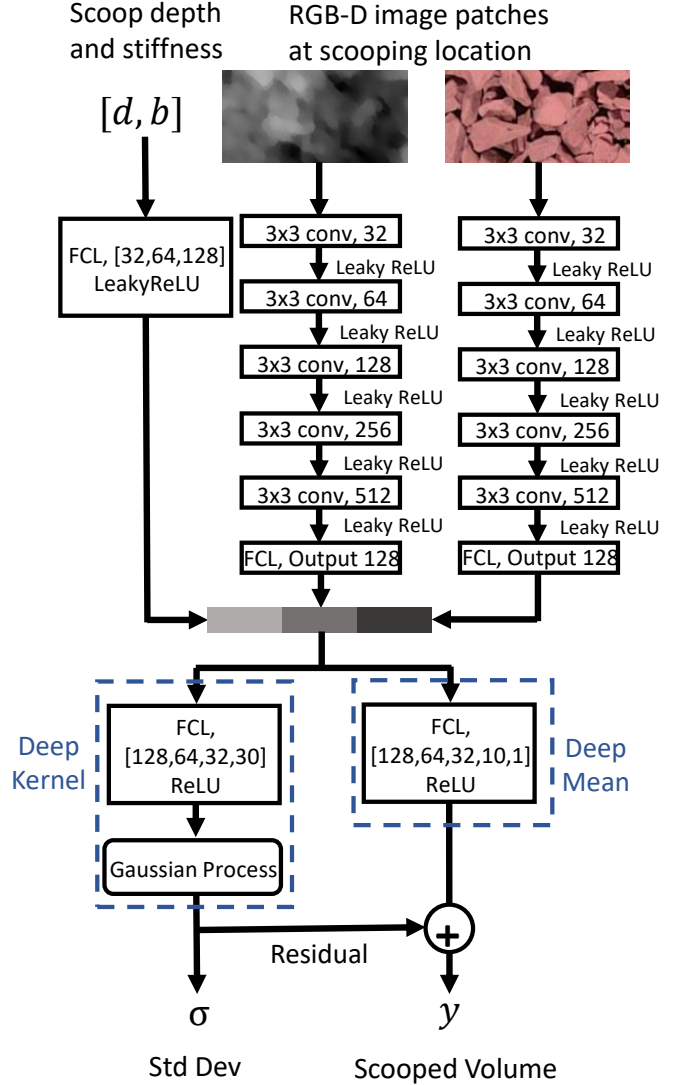 Scoop depth
and stiffness
RGB-D image patches
at scooping location
[d, b]
FCL, [32,64,128]
LeakyReLU
3x3 conv, 32
Leaky ReLU
3x3 conv, 64
Leaky ReLU
3x3 conv, 128
Leaky ReLU
3x3 conv, 256
Leaky ReLU
3x3 conv, 512
Leaky ReLU
FCL, Output 128
3x3 conv, 32
Leaky ReLU
3x3 conv, 64
Leaky ReLU
3x3 conv, 128
Leaky ReLU
3x3 conv, 256
Leaky ReLU
3x3 conv, 512
Leaky ReLU
FCL, Output 128
Deep
Kernel
FCL,
[128,64,32,30]
ReLU
Gaussian Process
FCL,
[128,64,32,10,1]
ReLU
Deep
Mean
Residual
+
σ
Std Dev
y
Scooped Volume